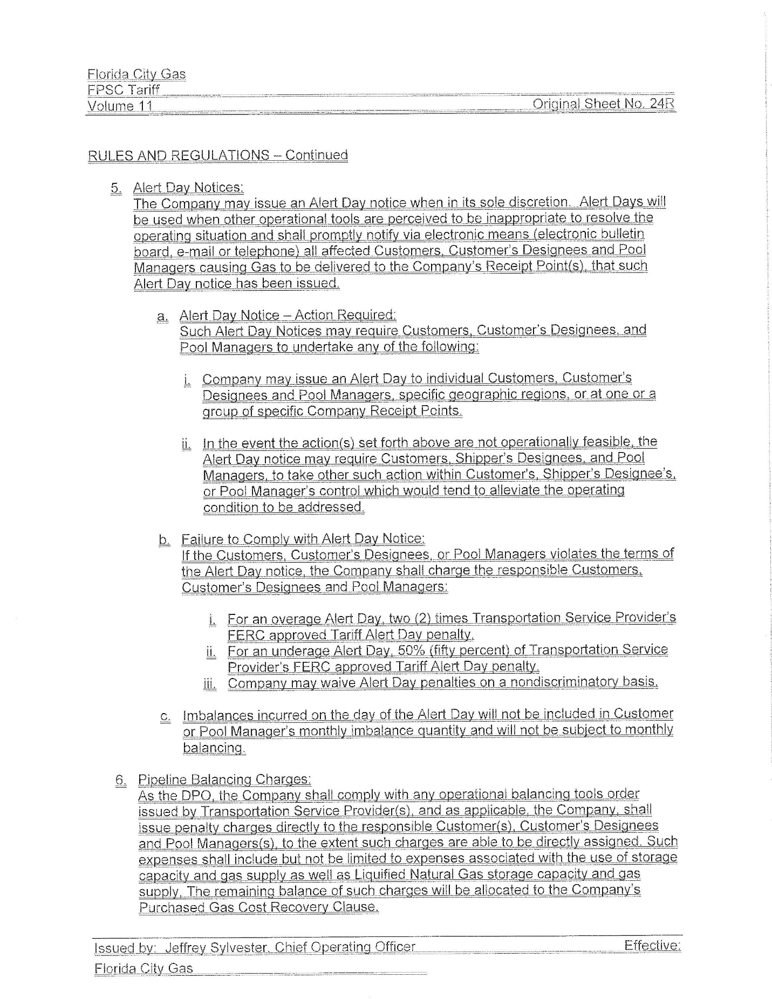 Florida City Gas
FPSC Tariff
Volume 11 Original Sheet No. 24R
RULES AND REGULATIONS – Continued
5. Alert Day Notices:
The Company may issue an Alert Day notice when in its sole discretion. Alert Days will
be used when other operational tools are perceived to be inappropriate to resolve the
operating situation and shall promptly notify via electronic means (electronic bulletin
board, e-mail or telephone) all affected Customers, Customer's Designees and Pool
Managers causing Gas to be delivered to the Company's Receipt Point(s), that such
Alert Day notice has been issued.
a. Alert Day Notice – Action Required:
Such Alert Day Notices may require Customers, Customer's Designees, and
Pool Managers to undertake any of the following:
i. Company may issue an Alert Day to individual Customers, Customer's
Designees and Pool Managers, specific geographic regions, or at one or a
group of specific Company Receipt Points.
ii. In the event the action(s) set forth above are not operationally feasible, the
Alert Day notice may require Customers, Shipper's Designees, and Pool
Managers, to take other such action within Customer's, Shipper's Designee's,
or Pool Manager's control which would tend to alleviate the operating
condition to be addressed.
b. Failure to Comply with Alert Day Notice:
If the Customers, Customer's Designees, or Pool Managers violates the terms of
the Alert Day notice, the Company shall charge the responsible Customers,
Customer's Designees and Pool Managers:
i. For an overage Alert Day, two (2) times Transportation Service Provider's
FERC approved Tariff Alert Day penalty.
ii. For an underage Alert Day, 50% (fifty percent) of Transportation Service
Provider's FERC approved Tariff Alert Day penalty.
iii. Company may waive Alert Day penalties on a nondiscriminatory basis.
c. Imbalances incurred on the day of the Alert Day will not be included in Customer
or Pool Manager's monthly imbalance quantity and will not be subject to monthly
balancing.
6. Pipeline Balancing Charges:
As the DPO, the Company shall comply with any operational balancing tools order
issued by Transportation Service Provider(s), and as applicable, the Company, shall
issue penalty charges directly to the responsible Customer(s), Customer's Designees
and Pool Managers(s), to the extent such charges are able to be directly assigned. Such
expenses shall include but not be limited to expenses associated with the use of storage
capacity and gas supply as well as Liquified Natural Gas storage capacity and gas
supply. The remaining balance of such charges will be allocated to the Company's
Purchased Gas Cost Recovery Clause.
Issued by: Jeffrey Sylvester, Chief Operating Officer Effective:
Florida City Gas